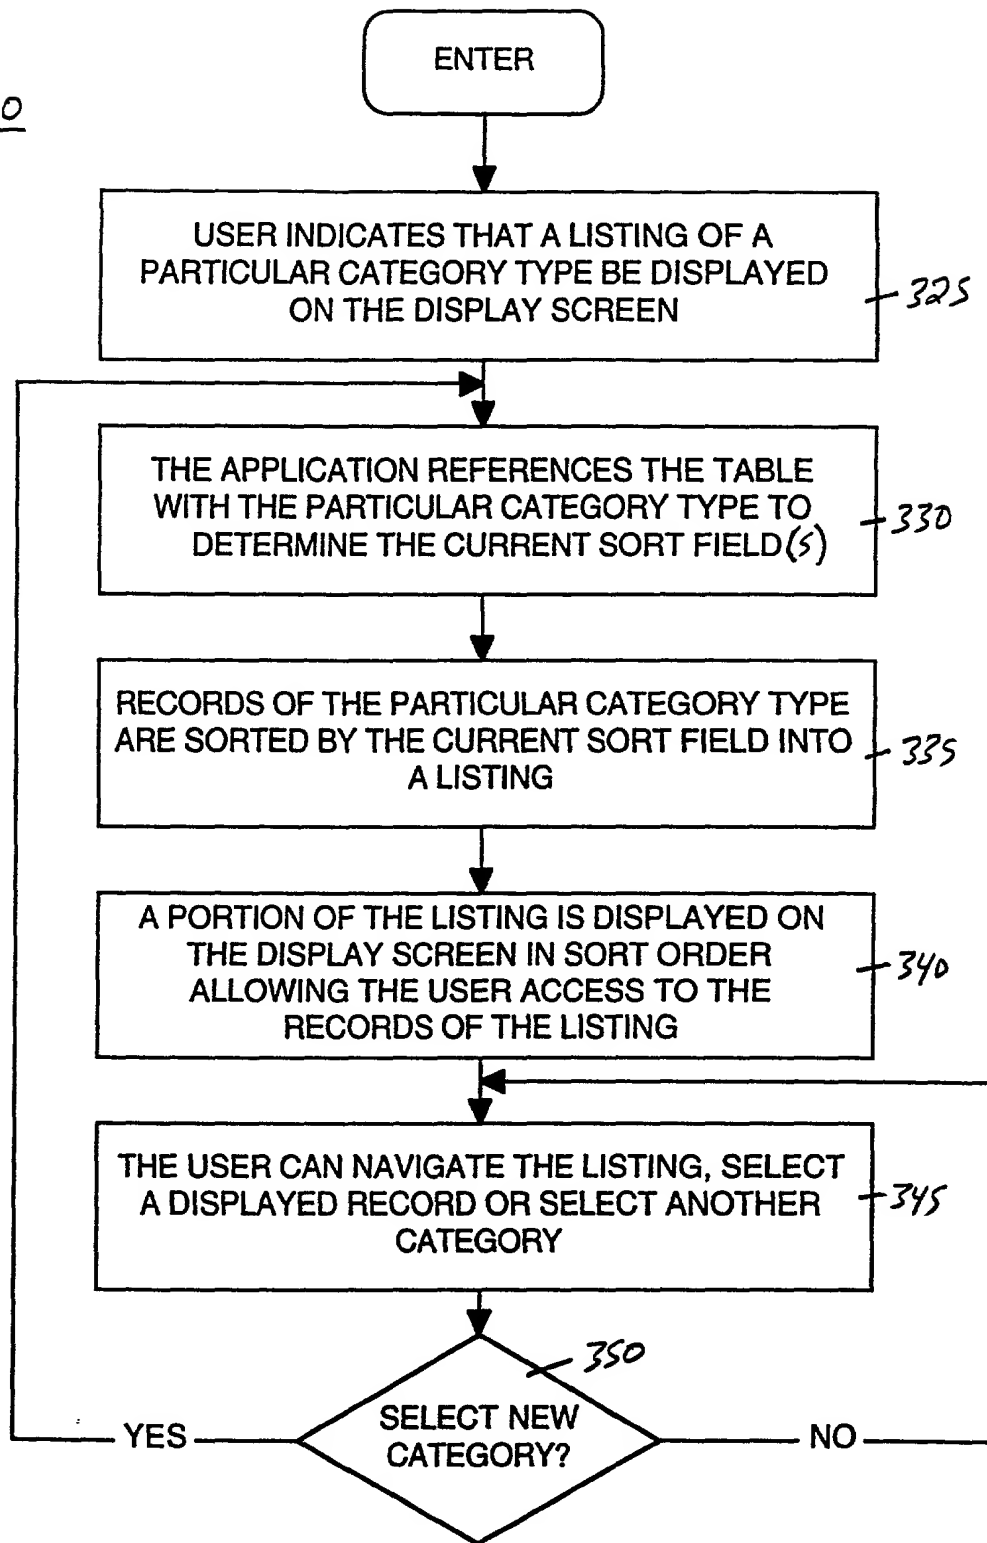 ENTER
0
USER INDICATES THAT A LISTING OF A
PARTICULAR CATEGORY TYPE BE DISPLAYED
ON THE DISPLAY SCREEN
325
THE APPLICATION REFERENCES THE TABLE
WITH THE PARTICULAR CATEGORY TYPE TO
DETERMINE THE CURRENT SORT FIELD(S)
330
RECORDS OF THE PARTICULAR CATEGORY TYPE
ARE SORTED BY THE CURRENT SORT FIELD INTO
A LISTING
335
A PORTION OF THE LISTING IS DISPLAYED ON
THE DISPLAY SCREEN IN SORT ORDER
ALLOWING THE USER ACCESS TO THE
RECORDS OF THE LISTING
340
THE USER CAN NAVIGATE THE LISTING, SELECT
A DISPLAYED RECORD OR SELECT ANOTHER
CATEGORY
345
350
SELECT NEW
CATEGORY?
YES
NO